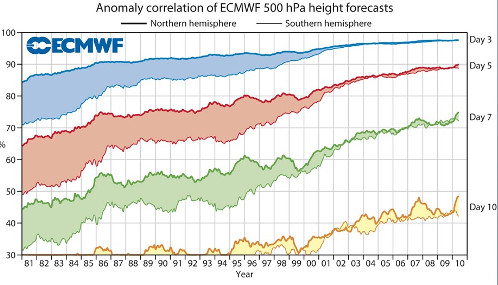 Anomaly correlation of ECMWF 500 hPa height forecasts
Northern hemisphere Southern hemisphere
ECMWF
100
90
80
70
%
60
50
40
30
Day 3
Day 5
Day 7
Day 10
81 82 83 84 85 86 87 88 89 90 91 92 93 94 95 96 97 98 99 00 01 02 03 04 05 06 07 08 09 10
Year